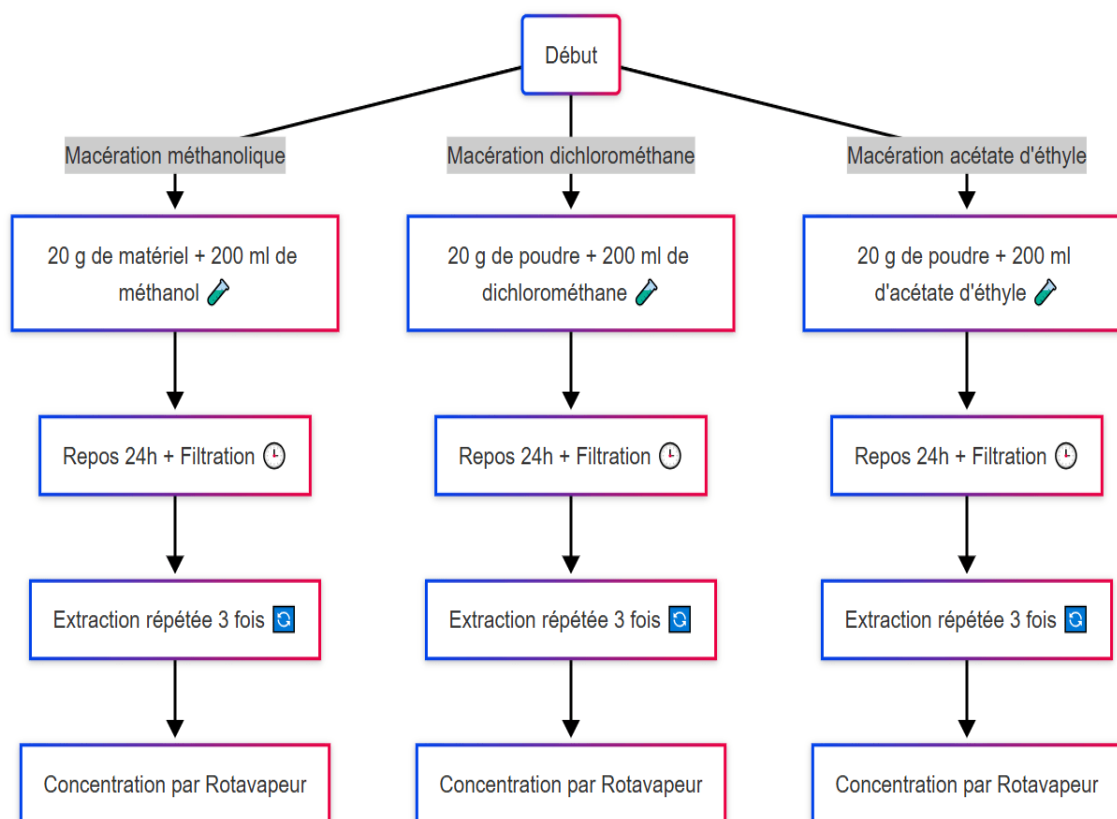 Début
Macération méthanolique
Macération dichlorométhane
Macération acétate d'éthyle
20 g de matériel + 200 ml de
méthanol
20 g de poudre + 200 ml de
dichlorométhane
20 g de poudre + 200 ml
d'acétate d'éthyle
Repos 24h + Filtration
Repos 24h + Filtration
Repos 24h + Filtration
Extraction répétée 3 fois
Extraction répétée 3 fois
Extraction répétée 3 fois
Concentration par Rotavapeur
Concentration par Rotavapeur
Concentration par Rotavapeur